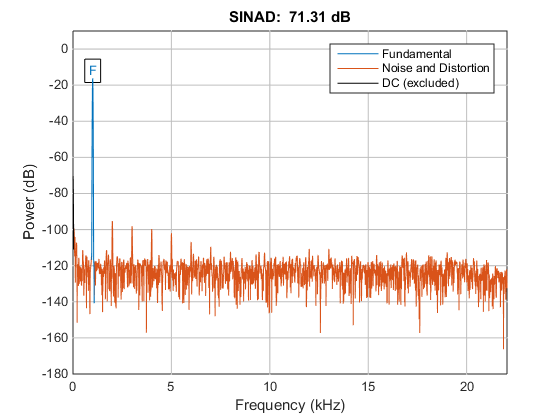 SINAD: 71.31 dB
F
Fundamental
Noise and Distortion
DC (excluded)
Power (dB)
0
-20
-40
-60
-80
-100
-120
-140
-160
-180
0 5 10 15 20
Frequency (kHz)